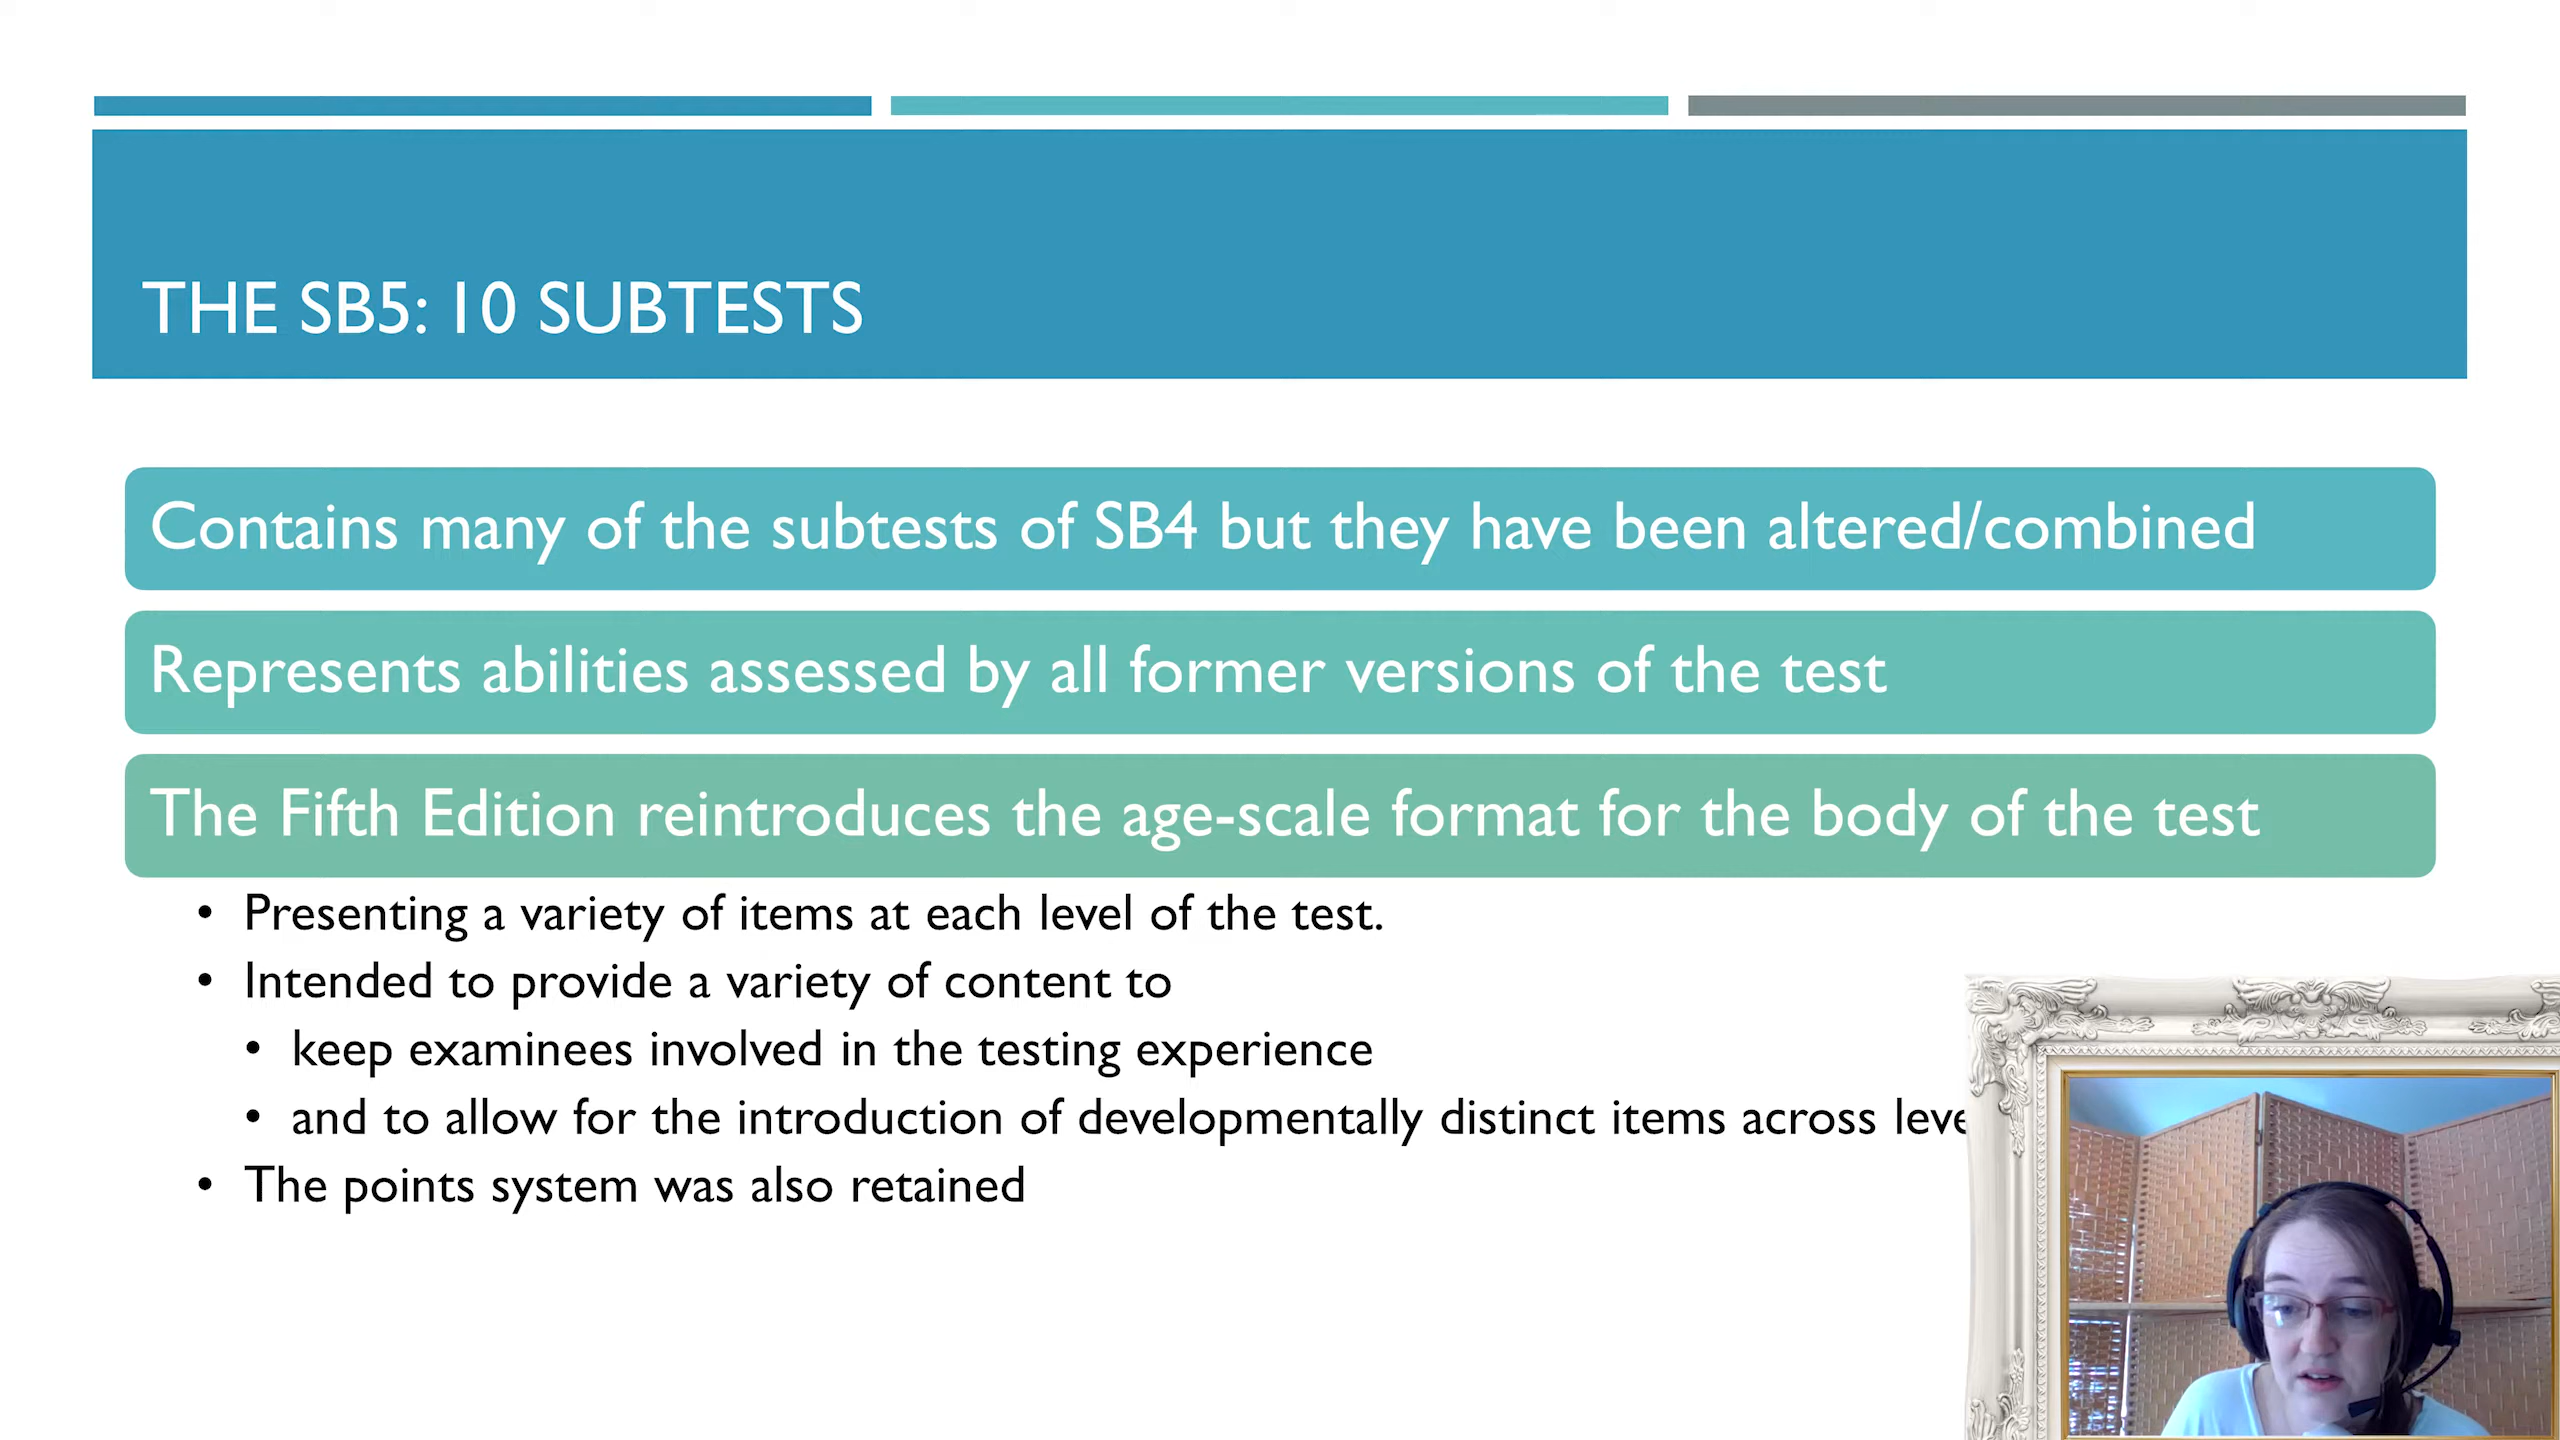 THE SB5: 10 SUBTESTS
Contains many of the subtests of SB4 but they have been altered/combined
Represents abilities assessed by all former versions of the test
The Fifth Edition reintroduces the age-scale format for the body of the test
• Presenting a variety of items at each level of the test.
• Intended to provide a variety of content to
• keep examinees involved in the testing experience
• and to allow for the introduction of developmentally distinct items across
• The points system was also retained